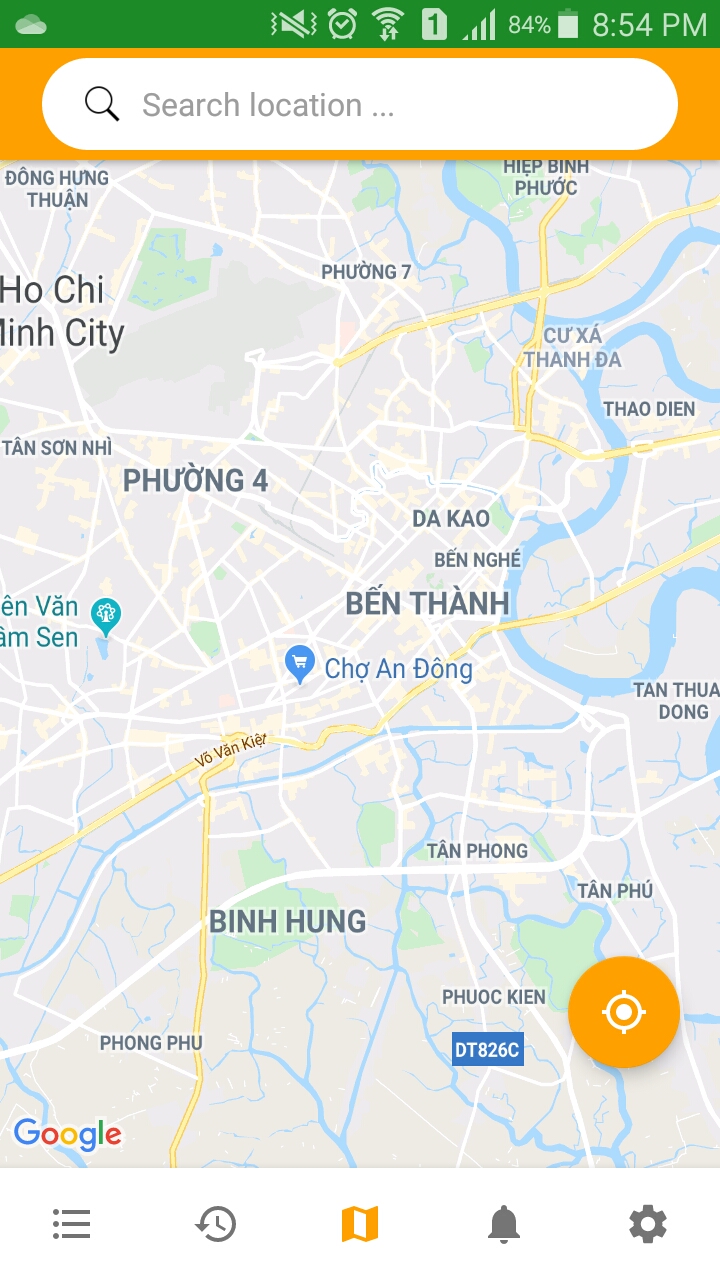 1
84%
8:54 PM
Search location ...
ĐÔNG HƯNG
THUẬN
HIỆP BÌNH
PHƯỚC
PHƯỜNG 7
Ho Chi
Minh City
CƯ XÁ
THANH ĐA
THAO DIEN
TÂN SƠN NHÌ
PHƯỜNG 4
DA KAO
BẾN NGHÉ
BẾN THÀNH
ên Văn
ầm Sen
Chợ An Đông
TAN THUA
DONG
Võ Văn Kiệt
TÂN PHONG
TÂN PHÚ
BINH HUNG
PHUOC KIEN
PHONG PHU
DT826C
Google